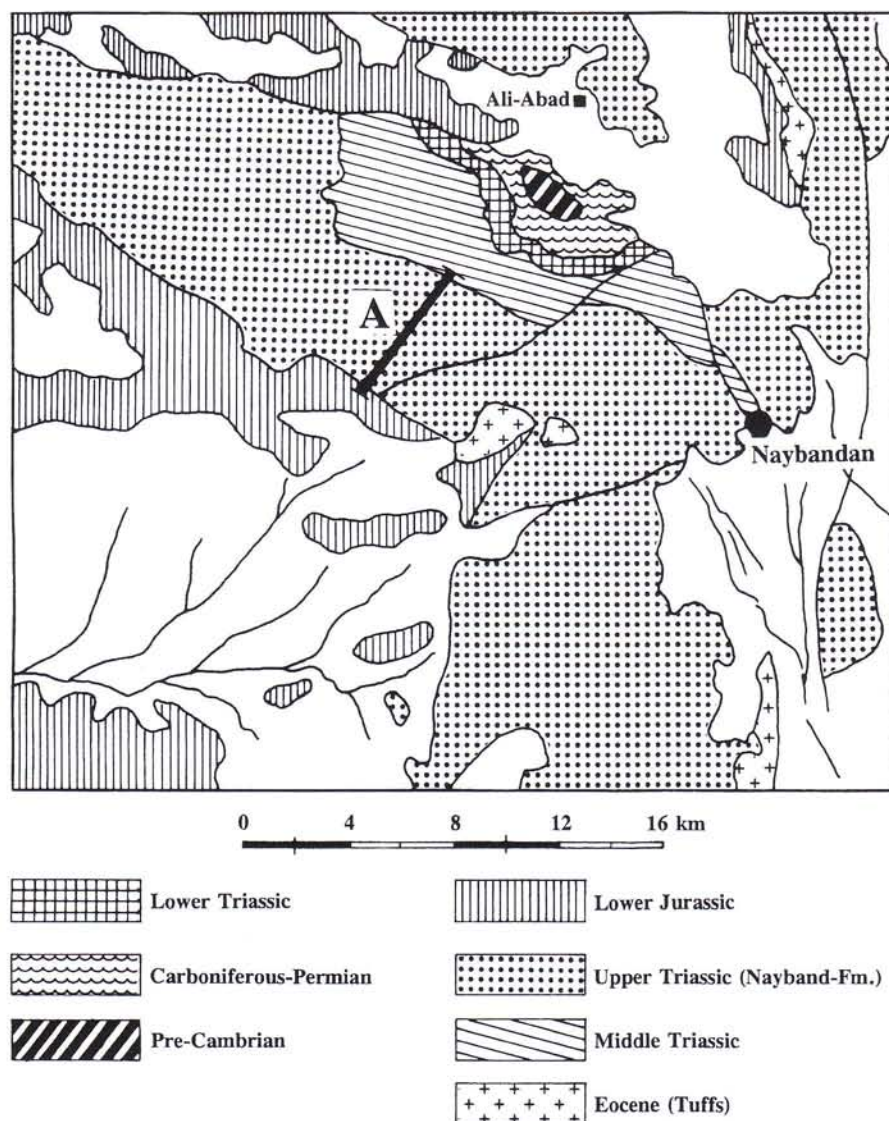 Ali-Abad
A
Naybandan
0 4 8 12 16 km
Lower Triassic
Lower Jurassic
Carboniferous-Permian
Upper Triassic (Nayband-Fm.)
Pre-Cambrian
Middle Triassic
Eocene (Tuffs)